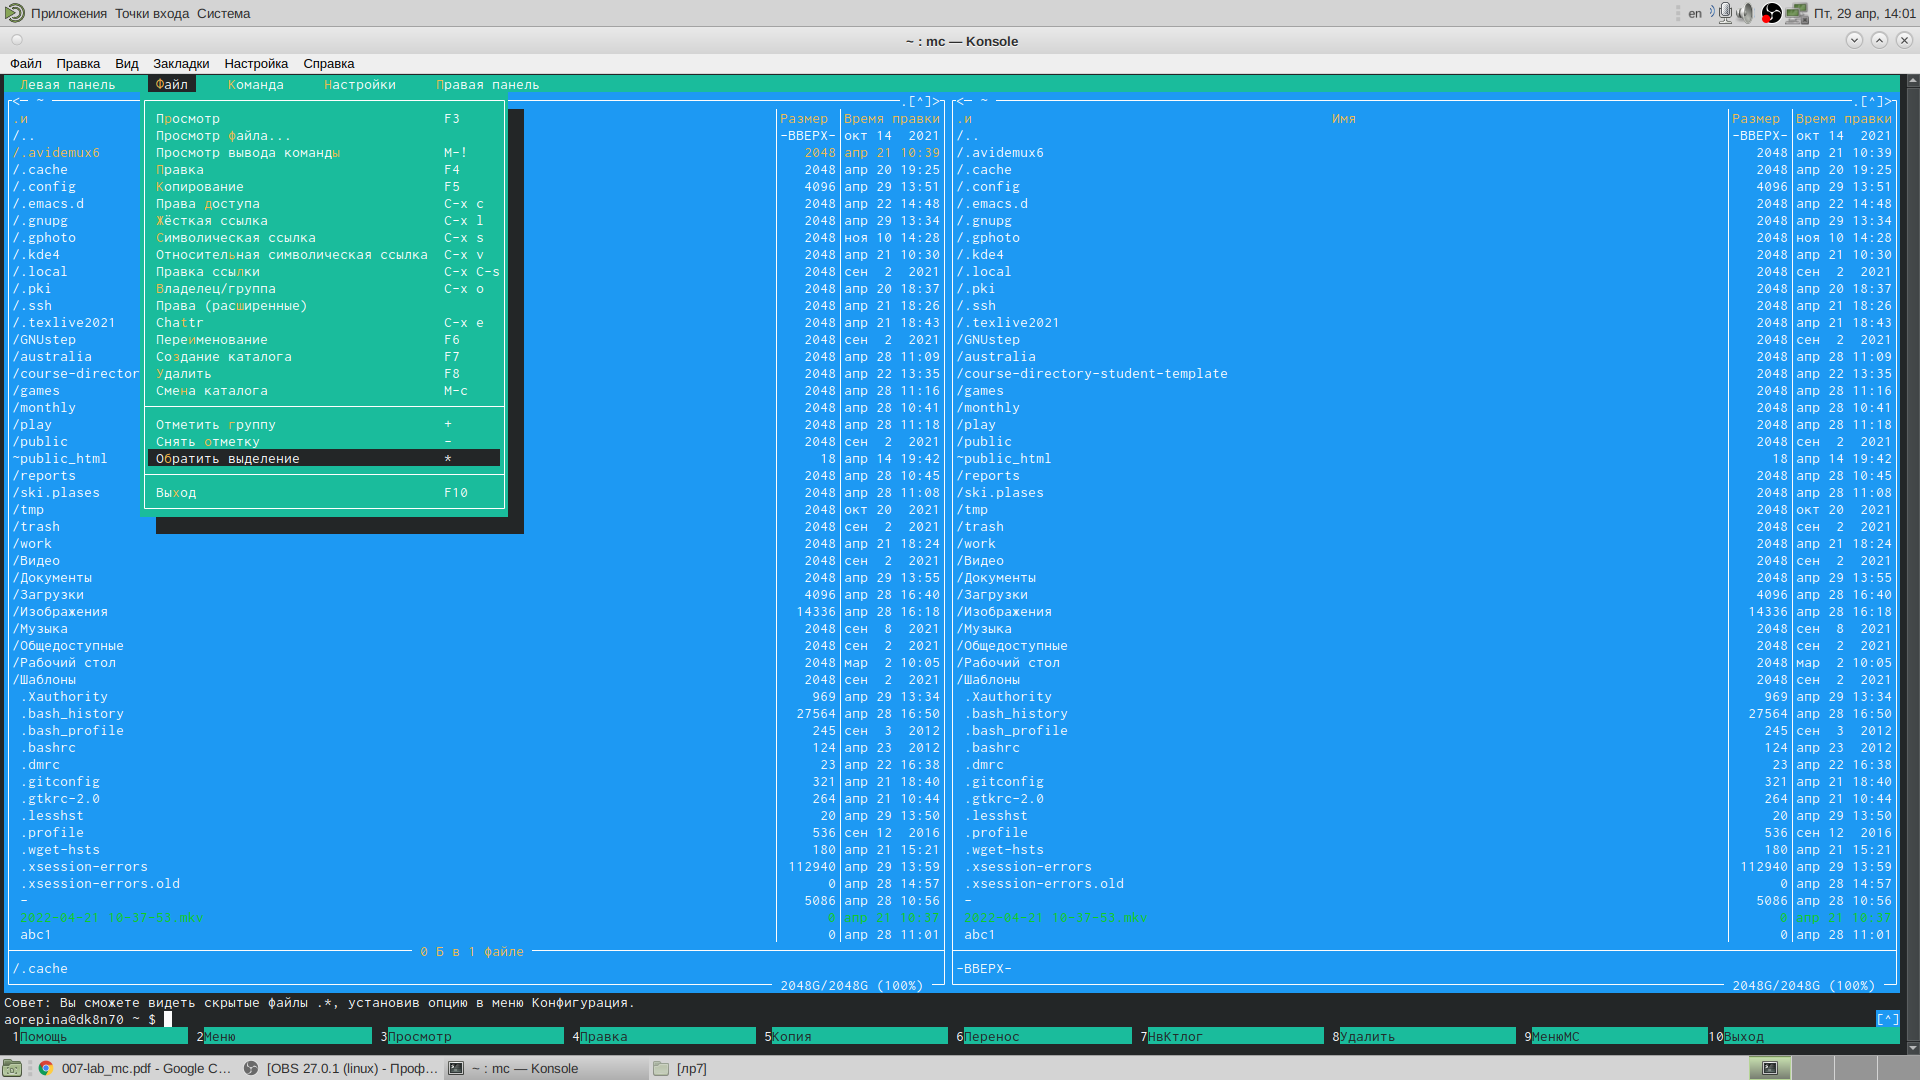 Приложения Точки входа Система
en Пт, 29 апр, 14:01
~ : mc — Konsole
Файл Правка Вид Закладки Настройка Справка
Левая панель Файл Команда Настройки Правая панель
<─ ~ .[^]> <─ ~ .[^]>
.и Размер Время правки .и Имя Размер Время правки
/.. -ВВЕРХ- окт 14 2021 /.. -ВВЕРХ- окт 14 2021
/.avidemux6 2048 апр 21 10:39 /.avidemux6 2048 апр 21 10:39
/.cache 2048 апр 20 19:25 /.cache 2048 апр 20 19:25
/.config 4096 апр 29 13:51 /.config 4096 апр 29 13:51
/.emacs.d 2048 апр 22 14:48 /.emacs.d 2048 апр 22 14:48
/.gnupg 2048 апр 29 13:34 /.gnupg 2048 апр 29 13:34
/.gphoto 2048 ноя 10 14:28 /.gphoto 2048 ноя 10 14:28
/.kde4 2048 апр 21 10:30 /.kde4 2048 апр 21 10:30
/.local 2048 сен 2 2021 /.local 2048 сен 2 2021
/.pki 2048 апр 20 18:37 /.pki 2048 апр 20 18:37
/.ssh 2048 апр 21 18:26 /.ssh 2048 апр 21 18:26
/.texlive2021 2048 апр 21 18:43 /.texlive2021 2048 апр 21 18:43
/GNUstep 2048 сен 2 2021 /GNUstep 2048 сен 2 2021
/australia 2048 апр 28 11:09 /australia 2048 апр 28 11:09
/course-director 2048 апр 22 13:35 /course-directory-student-template 2048 апр 22 13:35
/games 2048 апр 28 11:16 /games 2048 апр 28 11:16
/monthly 2048 апр 28 10:41 /monthly 2048 апр 28 10:41
/play 2048 апр 28 11:18 /play 2048 апр 28 11:18
/public 2048 сен 2 2021 /public 2048 сен 2 2021
~public_html 18 апр 14 19:42 ~public_html 18 апр 14 19:42
/reports 2048 апр 28 10:45 /reports 2048 апр 28 10:45
/ski.plases 2048 апр 28 11:08 /ski.plases 2048 апр 28 11:08
/tmp 2048 окт 20 2021 /tmp 2048 окт 20 2021
/trash 2048 сен 2 2021 /trash 2048 сен 2 2021
/work 2048 апр 21 18:24 /work 2048 апр 21 18:24
/Видео 2048 сен 2 2021 /Видео 2048 сен 2 2021
/Документы 2048 апр 29 13:55 /Документы 2048 апр 29 13:55
/Загрузки 4096 апр 28 16:40 /Загрузки 4096 апр 28 16:40
/Изображения 14336 апр 28 16:18 /Изображения 14336 апр 28 16:18
/Музыка 2048 сен 8 2021 /Музыка 2048 сен 8 2021
/Общедоступные 2048 сен 2 2021 /Общедоступные 2048 сен 2 2021
/Рабочий стол 2048 мар 2 10:05 /Рабочий стол 2048 мар 2 10:05
/Шаблоны 2048 сен 2 2021 /Шаблоны 2048 сен 2 2021
.Xauthority 969 апр 29 13:34 .Xauthority 969 апр 29 13:34
.bash_history 27564 апр 28 16:50 .bash_history 27564 апр 28 16:50
.bash_profile 245 сен 3 2012 .bash_profile 245 сен 3 2012
.bashrc 124 апр 23 2012 .bashrc 124 апр 23 2012
.dmrc 23 апр 22 16:38 .dmrc 23 апр 22 16:38
.gitconfig 321 апр 21 18:40 .gitconfig 321 апр 21 18:40
.gtkrc-2.0 264 апр 21 10:44 .gtkrc-2.0 264 апр 21 10:44
.lesshst 20 апр 29 13:50 .lesshst 20 апр 29 13:50
.profile 536 сен 12 2016 .profile 536 сен 12 2016
.wget-hsts 180 апр 21 15:21 .wget-hsts 180 апр 21 15:21
.xsession-errors 112940 апр 29 13:59 .xsession-errors 112940 апр 29 13:59
.xsession-errors.old 0 апр 28 14:57 .xsession-errors.old 0 апр 28 14:57
- 5086 апр 28 10:56 - 5086 апр 28 10:56
abc1 0 апр 28 11:01 abc1 0 апр 28 11:01
0 Б в 1 файле
/.cache -ВВЕРХ-
2048G/2048G (100%) 2048G/2048G (100%)
Просмотр F3
Просмотр файла...
Просмотр вывода команды M-!
Правка F4
Копирование F5
Права доступа C-x c
Жёсткая ссылка C-x l
Символическая ссылка C-x s
Относительная символическая ссылка C-x v
Правка ссылки C-x C-s
Владелец/группа C-x o
Права (расширенные)
Chattr C-x e
Переименование F6
Создание каталога F7
Удалить F8
Смена каталога M-c
Отметить группу +
Снять отметку -
Обратить выделение *
Выход F10
Совет: Вы сможете видеть скрытые файлы .*, установив опцию в меню Конфигурация.
aorepina@dk8n70 ~ $ [^]
1Помощь 2Меню 3Просмотр 4Правка 5Копия 6Перенос 7НвКтлог 8Удалить 9МенюМС 10Выход
007-lab_mc.pdf - Google C... [OBS 27.0.1 (linux) - Проф... ~ : mc — Konsole [лр7]